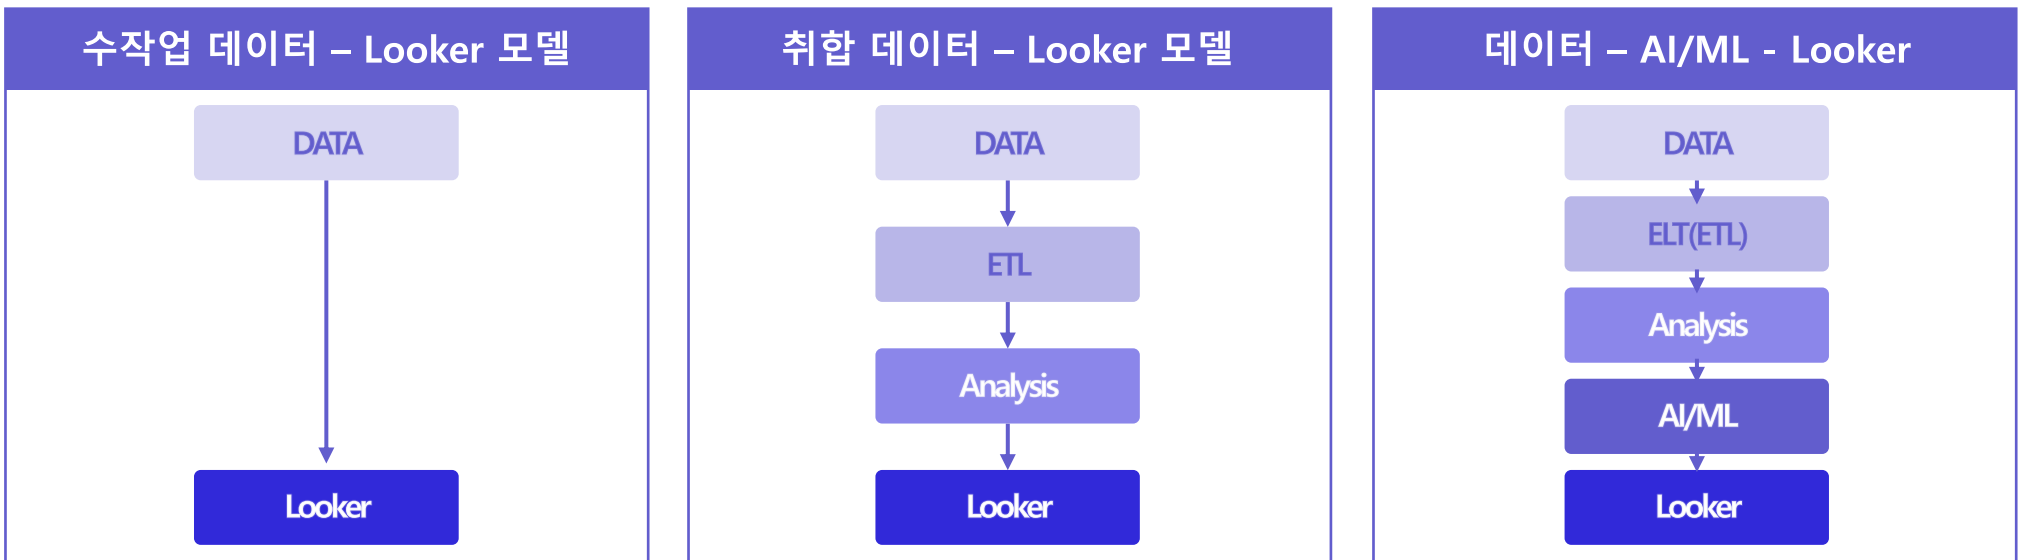 수작업 데이터 – Looker 모델
DATA
Looker
취합 데이터 – Looker 모델
DATA
ETL
Analysis
Looker
데이터 – AI/ML - Looker
DATA
ELT(ETL)
Analysis
AI/ML
Looker